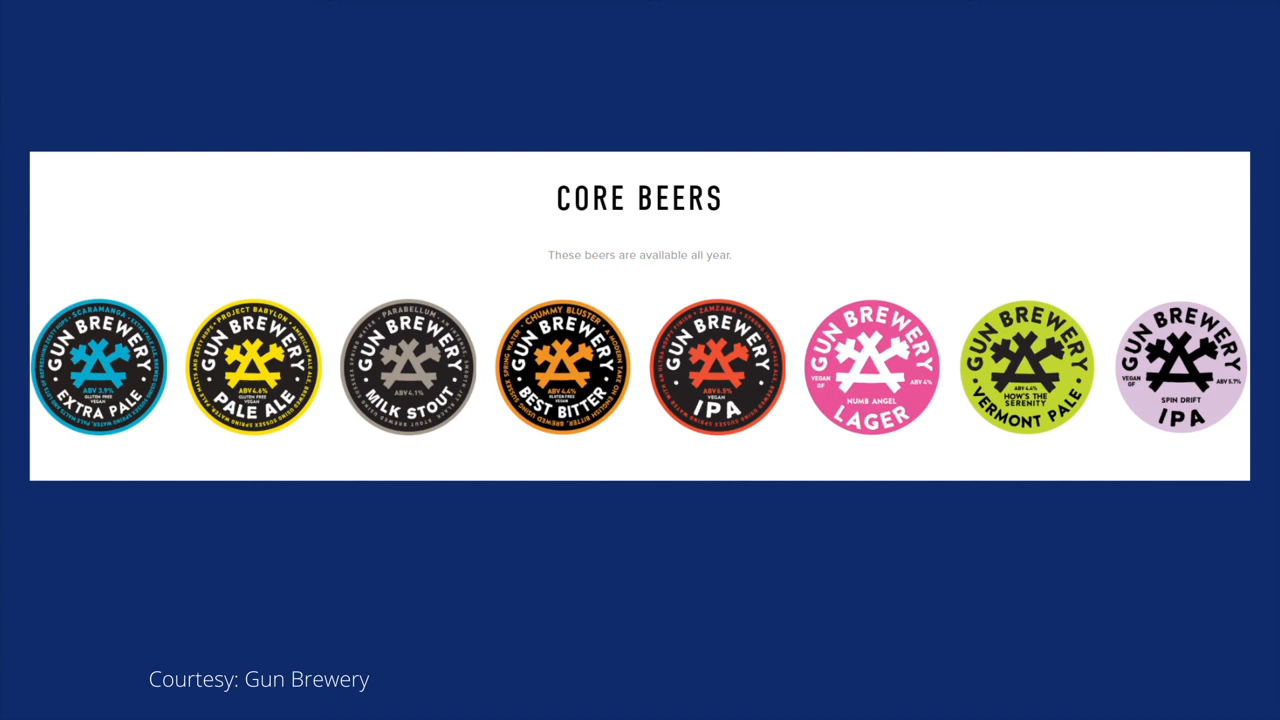 CORE BEERS
These beers are available all year.
SCARAMANGA
GUN BREWERY
ABV 3.9%
GLUTEN FREE
VEGAN
EXTRA PALE
PROJECT BABYLON
GUN BREWERY
ABV 4.6%
GLUTEN FREE
VEGAN
PALE ALE
PARABELLUM
GUN BREWERY
ABV 4.1%
MILK STOUT
CHUMMY BLUSTER • A MODERN TAKE ON ENGLISH BITTER, BREWED USING SUSSEX SPRING WATER
GUN BREWERY
ABV 4.4%
GLUTEN FREE
VEGAN
BEST BITTER
ZAMZAMA
GUN BREWERY
ABV 6.5%
VEGAN
IPA
GUN BREWERY
VEGAN
GF
ABV 4%
NUMB ANGEL
LAGER
GUN BREWERY
ABV 4.4%
HOW'S THE
SERENITY
VERMONT PALE
GUN BREWERY
VEGAN
GF
ABV 5.7%
SPIN DRIFT
IPA
Courtesy: Gun Brewery